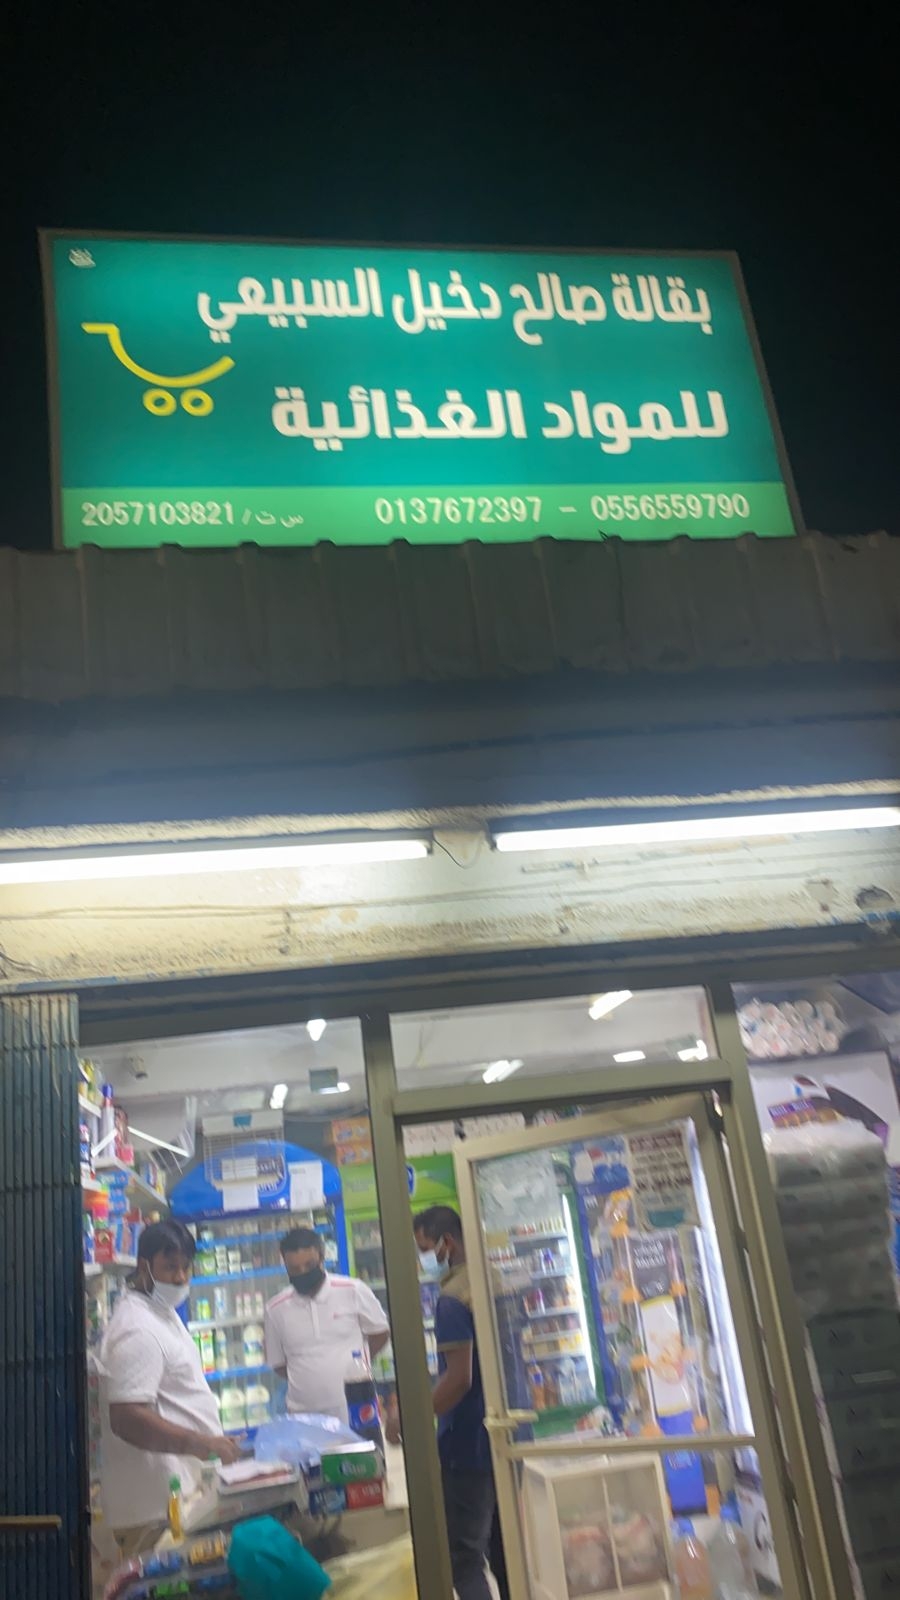 بقالة صالح دخيل السبيعي
للمواد الغذائية
0556559790 - 0137672397 س ت / 2057103821